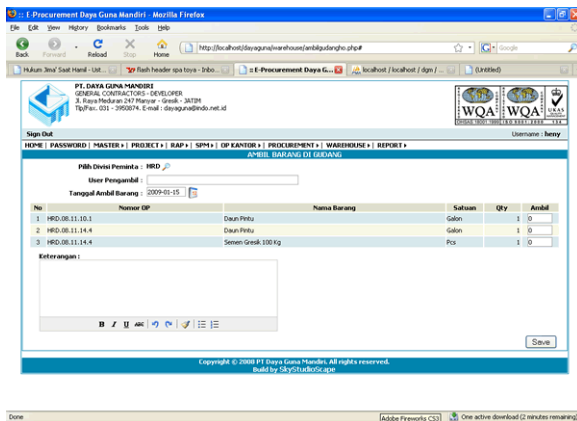 :: E-Procurement Daya Guna Mandiri - Mozilla Firefox
File Edit View History Bookmarks Tools Help
Back Forward Reload Stop Home http://localhost/dayaguna/warehouse/ambilgudangho.php# Google
Hukum Jima' Saat Hamil - Ust... flash header spa toya - Inbo... :: E-Procurement Daya G... localhost / localhost / dgm / ... (Untitled)
PT. DAYA GUNA MANDIRI
GENERAL CONTRACTORS - DEVELOPER
Jl. Raya Meduran 247 Manyar - Gresik - JATIM
Tlp/Fax. 031 - 3950874. E-mail : dayaguna@indo.net.id
WQA WQA UKAS
Sign Out Username : heny
HOME | PASSWORD | MASTER | PROJECT | RAP | SPM | OP KANTOR | PROCUREMENT | WAREHOUSE | REPORT
AMBIL BARANG DI GUDANG
Pilih Divisi Peminta : HRD
User Pengambil :
Tanggal Ambil Barang : 2009-01-15
No Nomor OP Nama Barang Satuan Qty Ambil
1 HRD.08.11.10.1 Daun Pintu Galon 1 0
2 HRD.08.11.14.4 Daun Pintu Galon 1 0
3 HRD.08.11.14.4 Semen Gresik 100 Kg Pcs 1 0
Keterangan :
B I U ABC
Save
Copyright © 2008 PT Daya Guna Mandiri. All rights reserved.
Build by SkyStudioScape
Done Adobe Fireworks CS3 One active download (2 minutes remaining)